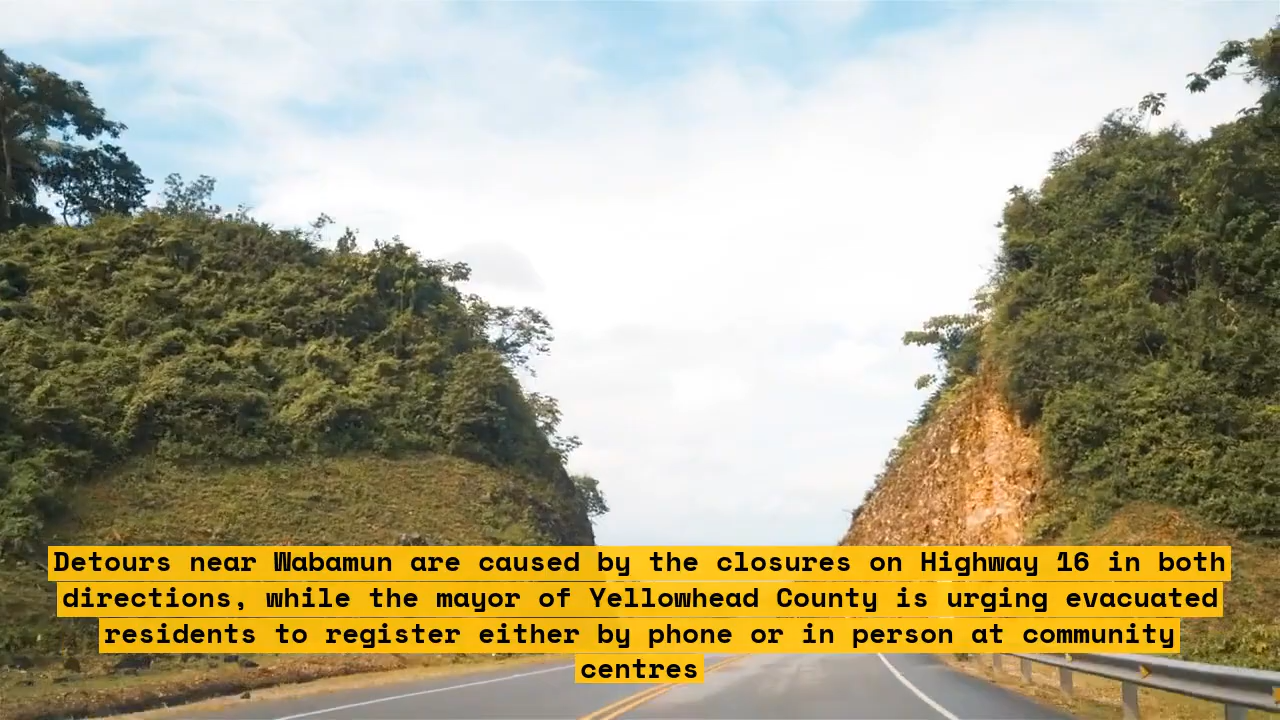 Detours near Wabamun are caused by the closures on Highway 16 in both
directions, while the mayor of Yellowhead County is urging evacuated
residents to register either by phone or in person at community
centres